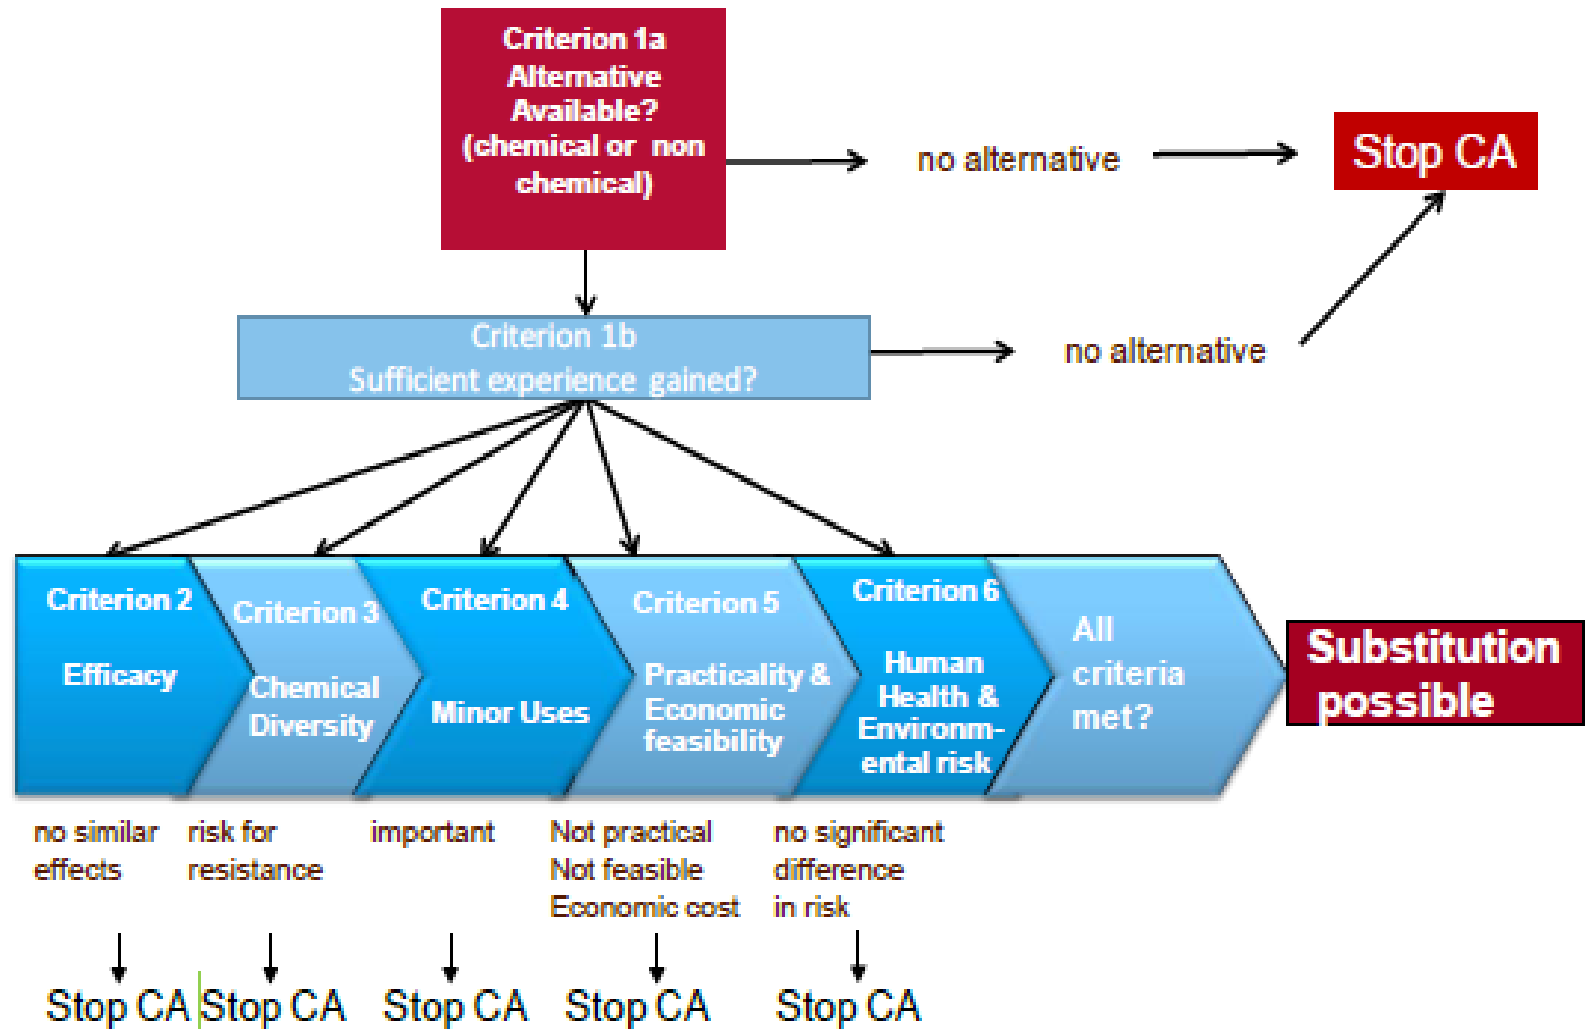 Criterion 1a
Alternative
Available?
(chemical or non
chemical)
no alternative
Stop CA
Criterion 1b
Sufficient experience gained?
no alternative
Criterion 2
Efficacy
Criterion 3
Chemical
Diversity
Criterion 4
Minor Uses
Criterion 5
Practicality &
Economic
feasibility
Criterion 6
Human
Health &
Environm-
ental risk
All
criteria
met?
Substitution
possible
no similar
effects
risk for
resistance
important
Not practical
Not feasible
Economic cost
no significant
difference
in risk
Stop CA
Stop CA
Stop CA
Stop CA
Stop CA